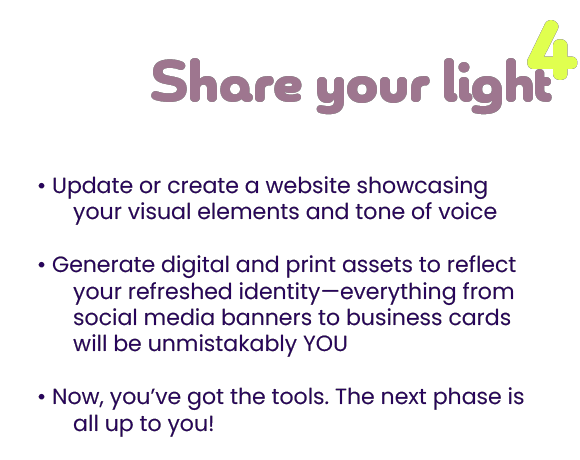 4
Share your light
• Update or create a website showcasing
your visual elements and tone of voice
• Generate digital and print assets to reflect
your refreshed identity—everything from
social media banners to business cards
will be unmistakably YOU
• Now, you’ve got the tools. The next phase is
all up to you!